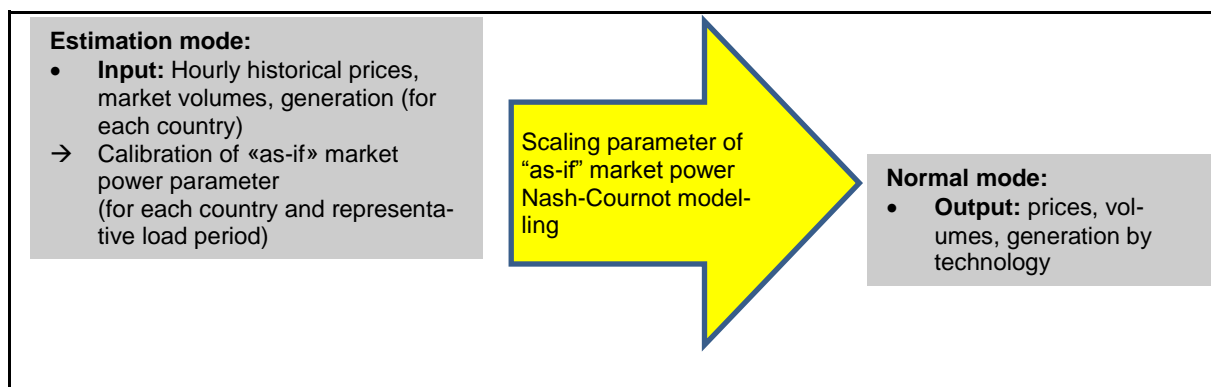 Estimation mode:
• Input: Hourly historical prices,
market volumes, generation (for
each country)
→ Calibration of «as-if» market
power parameter
(for each country and representa-
tive load period)
Scaling parameter of
“as-if” market power
Nash-Cournot model-
ling
Normal mode:
• Output: prices, vol-
umes, generation by
technology